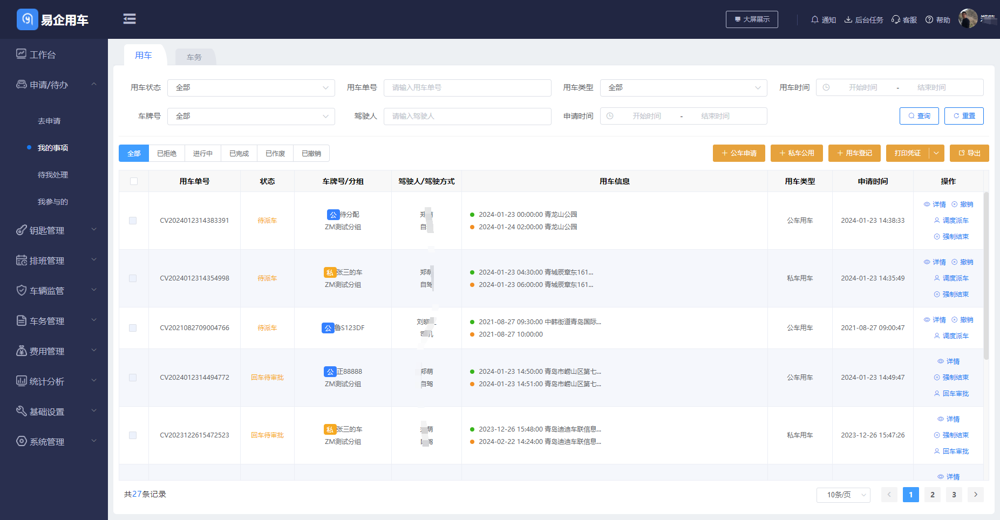 易企用车
大屏展示
通知
后台任务
客服
帮助
工作台
申请/待办
去申请
我的事项
待我处理
我参与的
钥匙管理
排班管理
车辆监管
车务管理
费用管理
统计分析
基础设置
系统管理
用车
车务
用车状态 全部
用车单号 请输入用车单号
用车类型 全部
用车时间 开始时间 - 结束时间
车牌号 全部
驾驶人 请输入驾驶人
申请时间 开始时间 - 结束时间
查询 重置
全部 已拒绝 进行中 已完成 已作废 已撤销
公车申请 私车公用 用车登记 打印凭证 导出
用车单号 状态 车牌号/分组 驾驶人/驾驶方式 用车信息 用车类型 申请时间 操作
CV2024012314383391
待派车
公 待分配
ZM测试分组
郑
自
2024-01-23 00:00:00 青龙山公园
2024-01-24 02:00:00 青龙山公园
公车用车
2024-01-23 14:38:33
详情 撤销
调度派车
强制结束
CV2024012314354998
待派车
私 张三的车
ZM测试分组
郑萌
自驾
2024-01-23 04:30:00 青城辰章东161...
2024-01-23 06:00:00 青城辰章东161...
私车用车
2024-01-23 14:35:49
详情 撤销
调度派车
强制结束
CV2021082709004766
待派车
公 鲁S123DF
刘晓
司机
2021-08-27 09:30:00 中韩街道青岛国际...
2021-08-27 10:00:00
公车用车
2021-08-27 09:00:47
详情 撤销
调度派车
CV2024012314494772
回车待审批
公 正88888
ZM测试分组
郑萌
自驾
2024-01-23 14:50:00 青岛市崂山区第七...
2024-01-23 14:51:00 青岛市崂山区第七...
公车用车
2024-01-23 14:49:47
详情
强制结束
回车审批
CV2023122615472523
回车待审批
私 张三的车
ZM测试分组
萌
驾
2023-12-26 15:48:00 青岛迪迪车联信息...
2024-02-22 14:24:00 青岛迪迪车联信息...
私车用车
2023-12-26 15:47:26
详情
强制结束
回车审批
详情
共27条记录
10条/页
1 2 3